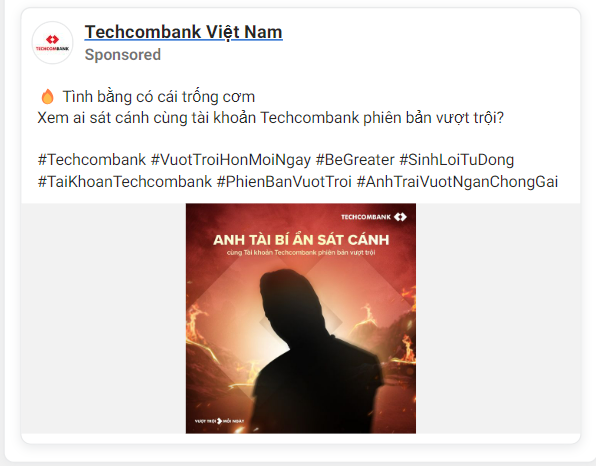 TECHCOMBANK
Techcombank Việt Nam
Sponsored
🔥 Tình bằng có cái trống cơm
Xem ai sát cánh cùng tài khoản Techcombank phiên bản vượt trội?
#Techcombank #VuotTroiHonMoiNgay #BeGreater #SinhLoiTuDong
#TaiKhoanTechcombank #PhienBanVuotTroi #AnhTraiVuotNganChongGai
TECHCOMBANK
ANH TÀI BÍ ẨN SÁT CÁNH
cùng Tài khoản Techcombank phiên bản vượt trội
VƯỢT TRỘI MỖI NGÀY